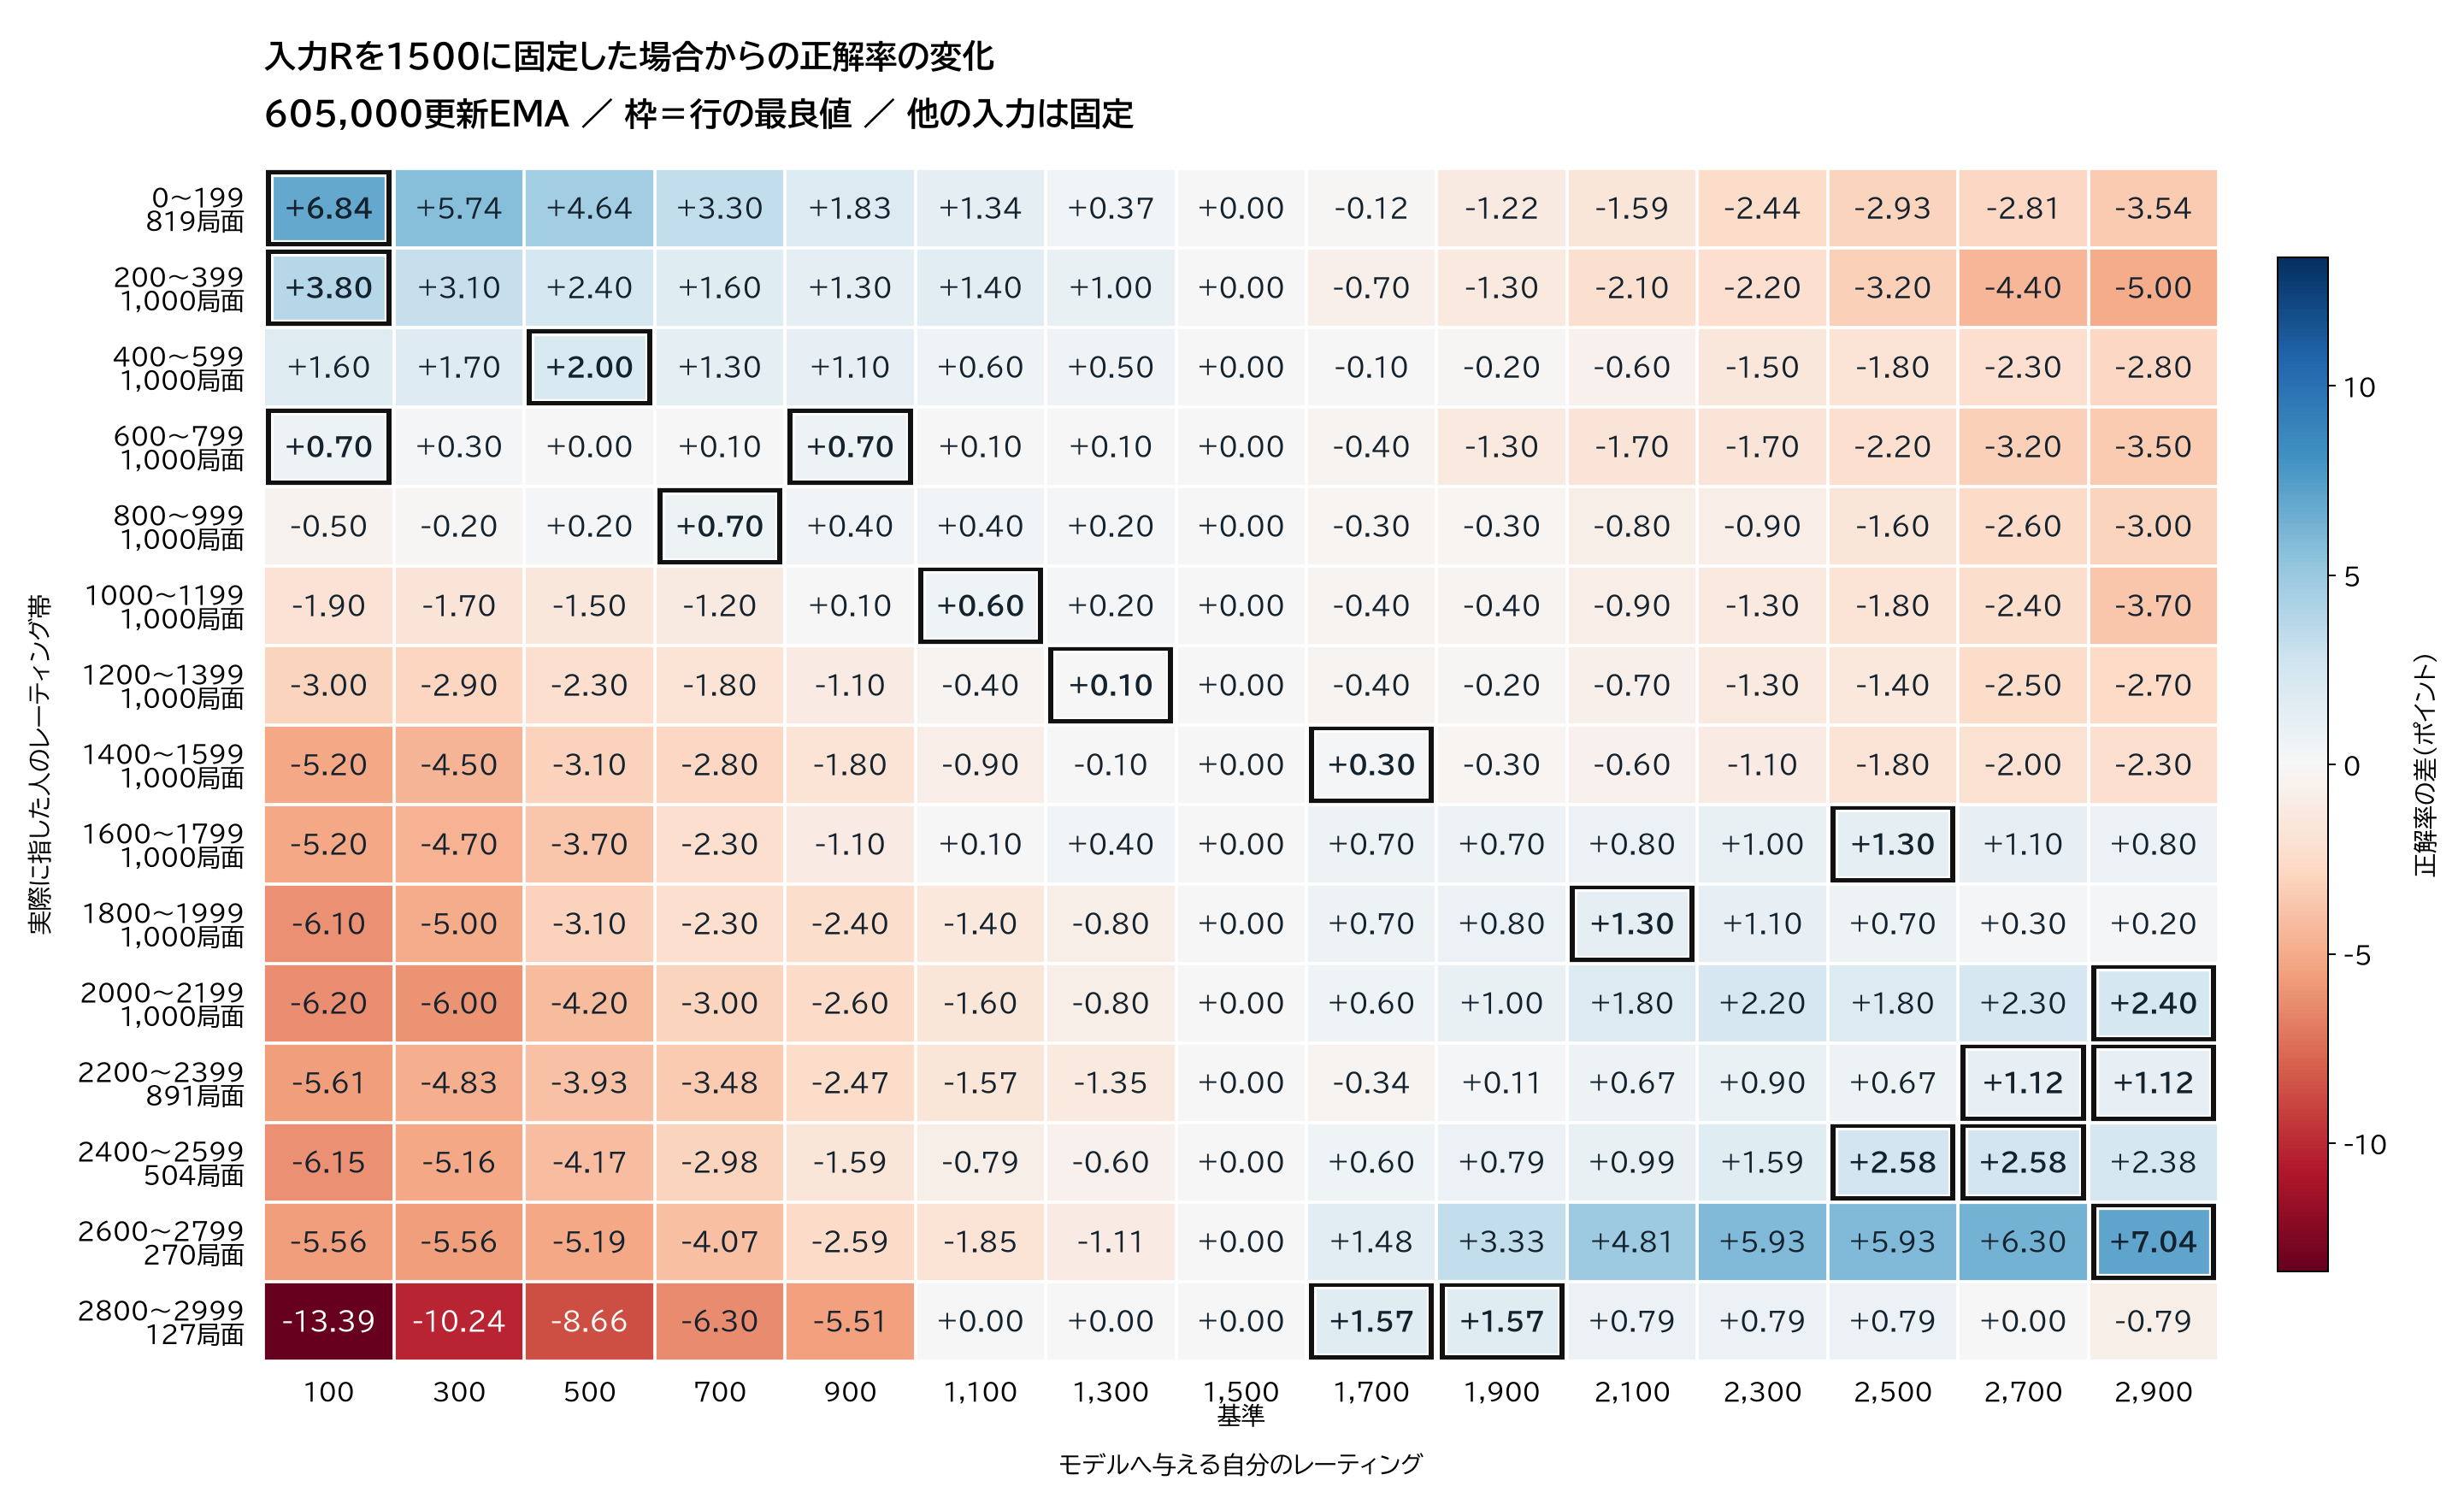 入力Rを1500に固定した場合からの正解率の変化
605,000更新EMA ／ 枠＝行の最良値 ／ 他の入力は固定
実際に指した人のレーティング帯
0～199
819局面
+6.84 +5.74 +4.64 +3.30 +1.83 +1.34 +0.37 +0.00 -0.12 -1.22 -1.59 -2.44 -2.93 -2.81 -3.54
200～399
1,000局面
+3.80 +3.10 +2.40 +1.60 +1.30 +1.40 +1.00 +0.00 -0.70 -1.30 -2.10 -2.20 -3.20 -4.40 -5.00
400～599
1,000局面
+1.60 +1.70 +2.00 +1.30 +1.10 +0.60 +0.50 +0.00 -0.10 -0.20 -0.60 -1.50 -1.80 -2.30 -2.80
600～799
1,000局面
+0.70 +0.30 +0.00 +0.10 +0.70 +0.10 +0.10 +0.00 -0.40 -1.30 -1.70 -1.70 -2.20 -3.20 -3.50
800～999
1,000局面
-0.50 -0.20 +0.20 +0.70 +0.40 +0.40 +0.20 +0.00 -0.30 -0.30 -0.80 -0.90 -1.60 -2.60 -3.00
1000～1199
1,000局面
-1.90 -1.70 -1.50 -1.20 +0.10 +0.60 +0.20 +0.00 -0.40 -0.40 -0.90 -1.30 -1.80 -2.40 -3.70
1200～1399
1,000局面
-3.00 -2.90 -2.30 -1.80 -1.10 -0.40 +0.10 +0.00 -0.40 -0.20 -0.70 -1.30 -1.40 -2.50 -2.70
1400～1599
1,000局面
-5.20 -4.50 -3.10 -2.80 -1.80 -0.90 -0.10 +0.00 +0.30 -0.30 -0.60 -1.10 -1.80 -2.00 -2.30
1600～1799
1,000局面
-5.20 -4.70 -3.70 -2.30 -1.10 +0.10 +0.40 +0.00 +0.70 +0.70 +0.80 +1.00 +1.30 +1.10 +0.80
1800～1999
1,000局面
-6.10 -5.00 -3.10 -2.30 -2.40 -1.40 -0.80 +0.00 +0.70 +0.80 +1.30 +1.10 +0.70 +0.30 +0.20
2000～2199
1,000局面
-6.20 -6.00 -4.20 -3.00 -2.60 -1.60 -0.80 +0.00 +0.60 +1.00 +1.80 +2.20 +1.80 +2.30 +2.40
2200～2399
891局面
-5.61 -4.83 -3.93 -3.48 -2.47 -1.57 -1.35 +0.00 -0.34 +0.11 +0.67 +0.90 +0.67 +1.12 +1.12
2400～2599
504局面
-6.15 -5.16 -4.17 -2.98 -1.59 -0.79 -0.60 +0.00 +0.60 +0.79 +0.99 +1.59 +2.58 +2.58 +2.38
2600～2799
270局面
-5.56 -5.56 -5.19 -4.07 -2.59 -1.85 -1.11 +0.00 +1.48 +3.33 +4.81 +5.93 +5.93 +6.30 +7.04
2800～2999
127局面
-13.39 -10.24 -8.66 -6.30 -5.51 +0.00 +0.00 +0.00 +1.57 +1.57 +0.79 +0.79 +0.79 +0.00 -0.79
100 300 500 700 900 1,100 1,300 1,500 1,700 1,900 2,100 2,300 2,500 2,700 2,900
基準
モデルへ与える自分のレーティング
10
5
0
-5
-10
正解率の差（ポイント）